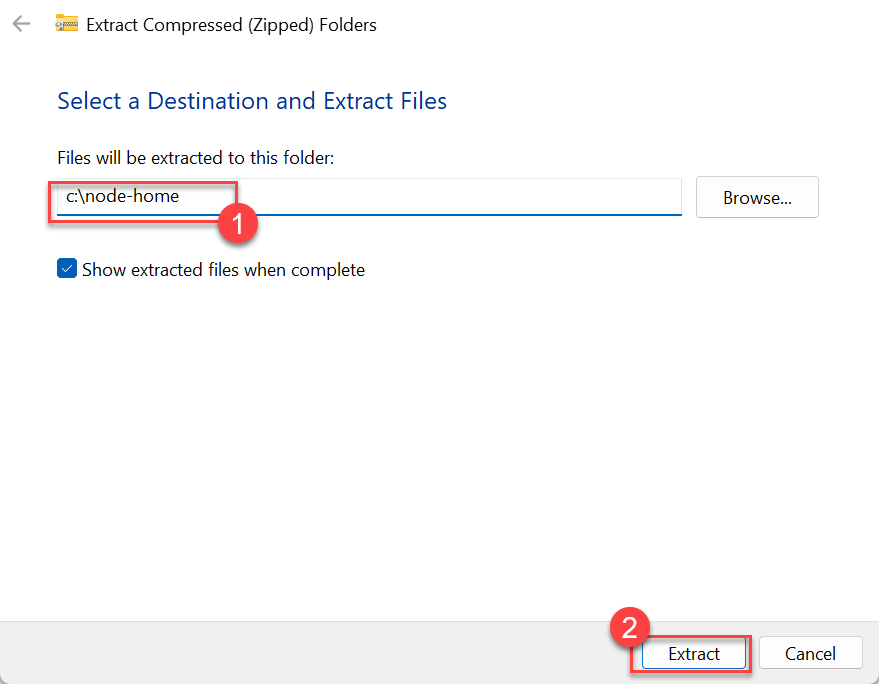 Extract Compressed (Zipped) Folders
Select a Destination and Extract Files
Files will be extracted to this folder:
c:\node-home
Browse...
1
Show extracted files when complete
2
Extract
Cancel